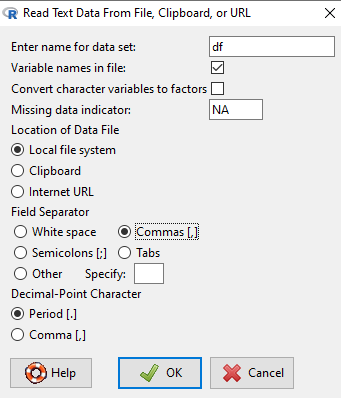 Read Text Data From File, Clipboard, or URL
Enter name for data set: df
Variable names in file:
Convert character variables to factors
Missing data indicator: NA
Location of Data File
Local file system
Clipboard
Internet URL
Field Separator
White space Commas [,]
Semicolons [;] Tabs
Other Specify:
Decimal-Point Character
Period [.]
Comma [,]
Help OK Cancel